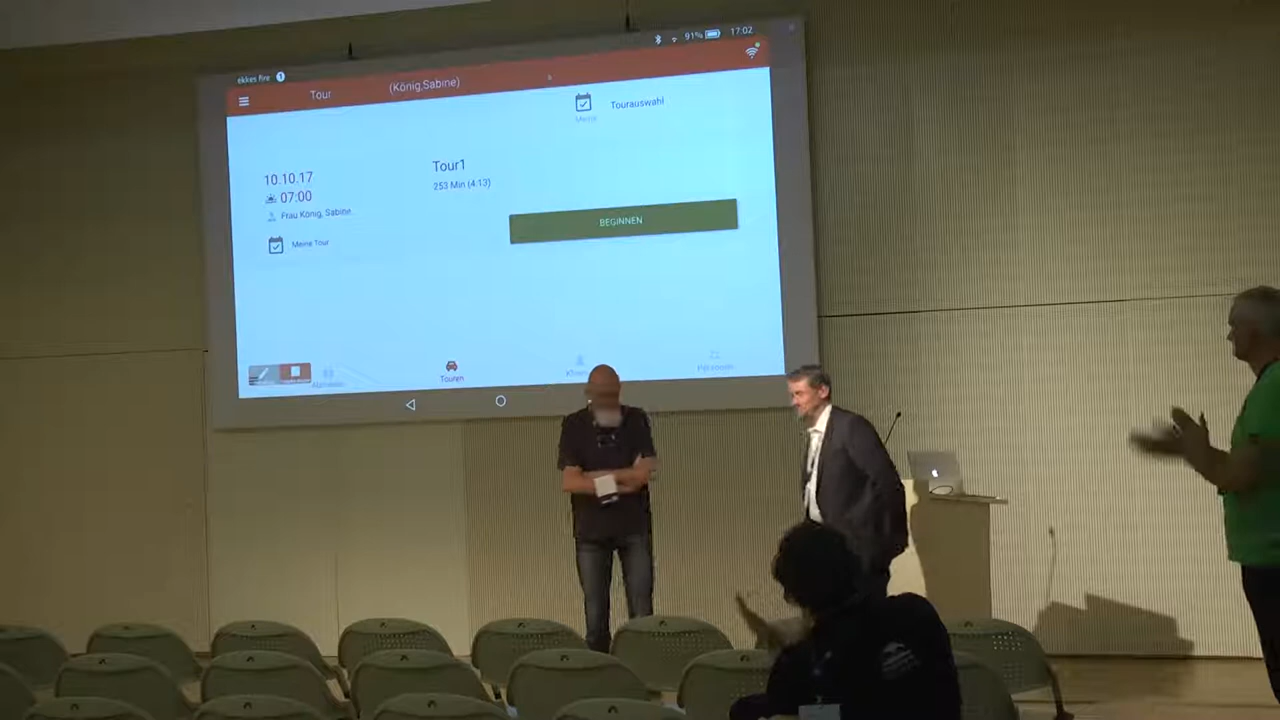 ekkes fire 1
91% 17:02
Tour (König,Sabine)
Tourauswahl
Tour1
10.10.17
253 Min (4:13)
07:00
Frau König, Sabine
BEGINNEN
Meine Tour
Touren